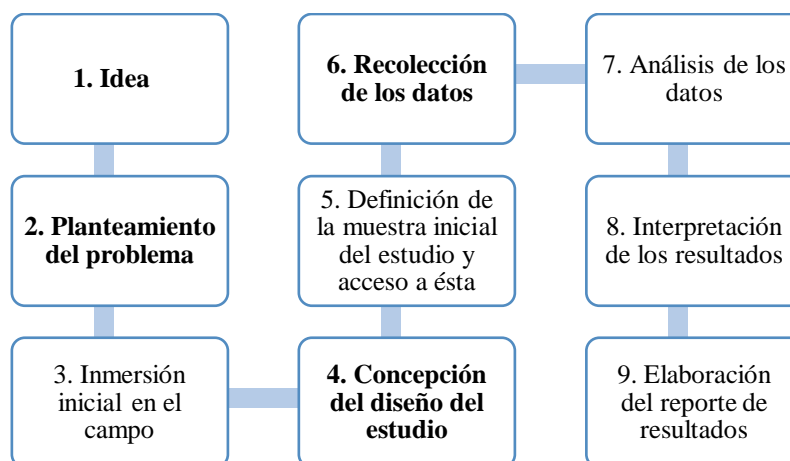 1. Idea
2. Planteamiento
del problema
3. Inmersión
inicial en el
campo
4. Concepción
del diseño del
estudio
5. Definición de
la muestra inicial
del estudio y
acceso a ésta
6. Recolección
de los datos
7. Análisis de los
datos
8. Interpretación
de los resultados
9. Elaboración
del reporte de
resultados